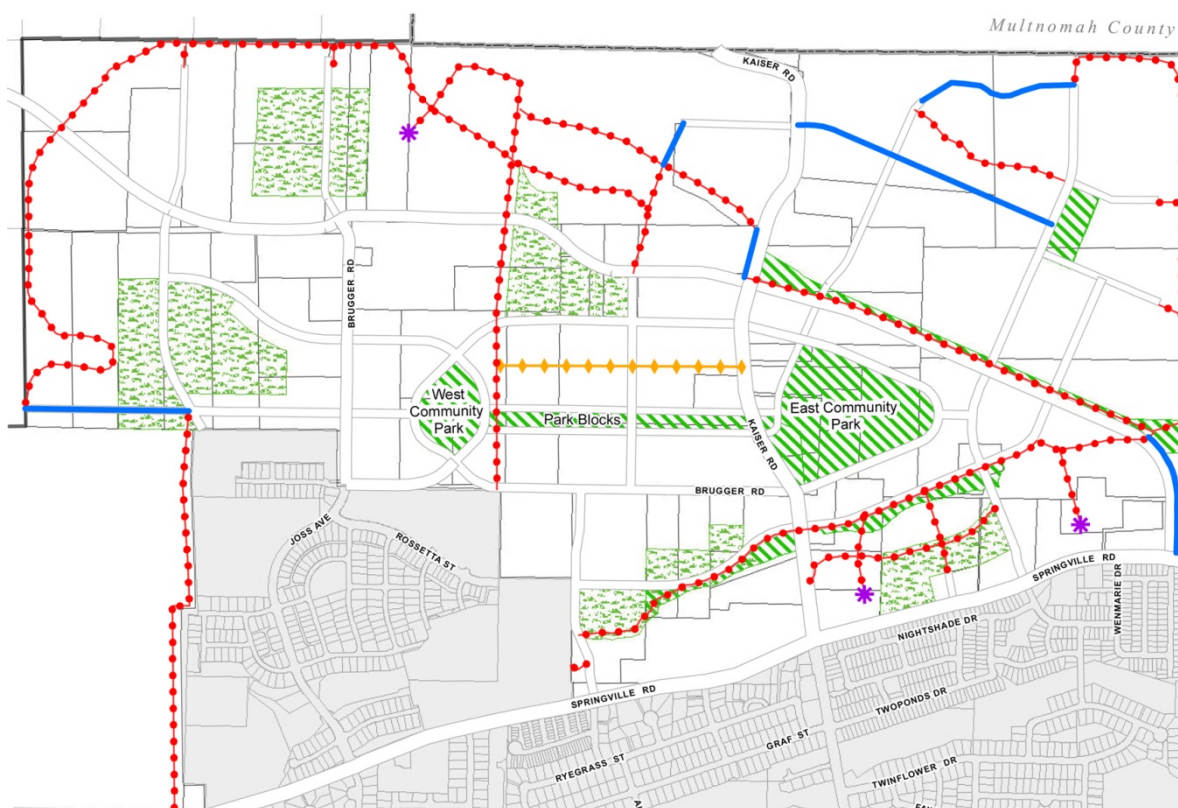 Multnomah County
KAISER RD
BRUGGER RD
West
Community
Park
Park Blocks
East Community
Park
KAISER RD
BRUGGER RD
JOSS AVE
ROSSETTA ST
SPRINGVILLE RD
WENMARIE DR
NIGHTSHADE DR
SPRINGVILLE RD
TWOPONDS DR
GRAF ST
RYEGRASS ST
TWINFLOWER DR